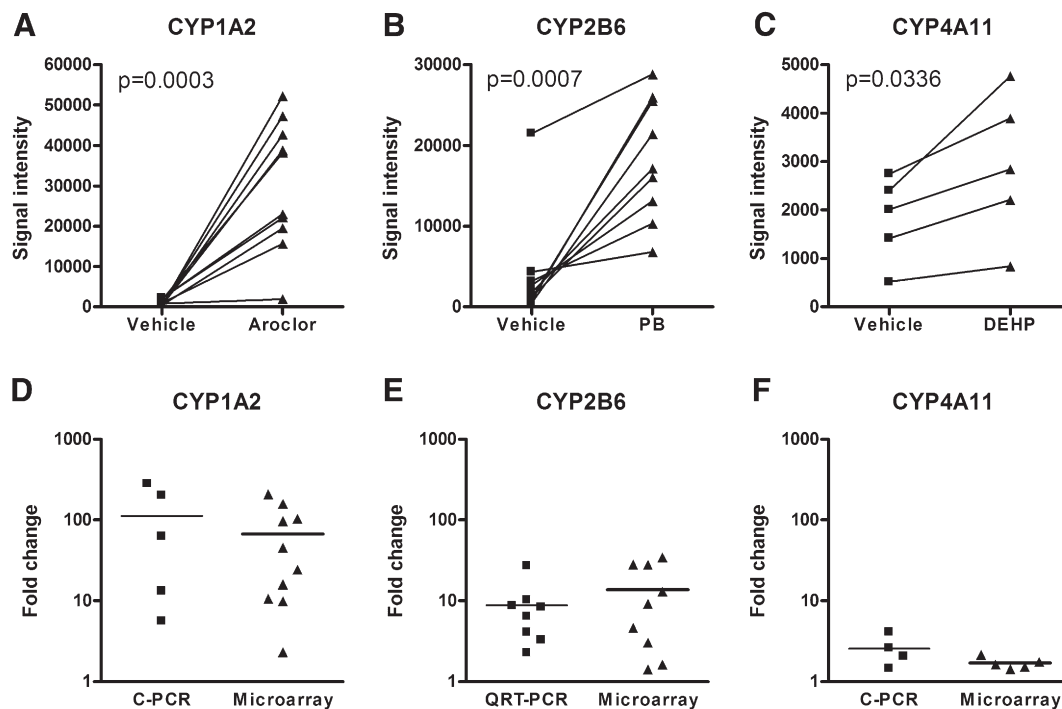 A
CYP1A2
p=0.0003
Signal intensity
60000
50000
40000
30000
20000
10000
0
Vehicle
Aroclor
B
CYP2B6
p=0.0007
Signal intensity
30000
20000
10000
0
Vehicle
PB
C
CYP4A11
p=0.0336
Signal intensity
5000
4000
3000
2000
1000
0
Vehicle
DEHP
D
CYP1A2
Fold change
1000
100
10
1
C-PCR
Microarray
E
CYP2B6
Fold change
1000
100
10
1
QRT-PCR
Microarray
F
CYP4A11
Fold change
1000
100
10
1
C-PCR
Microarray